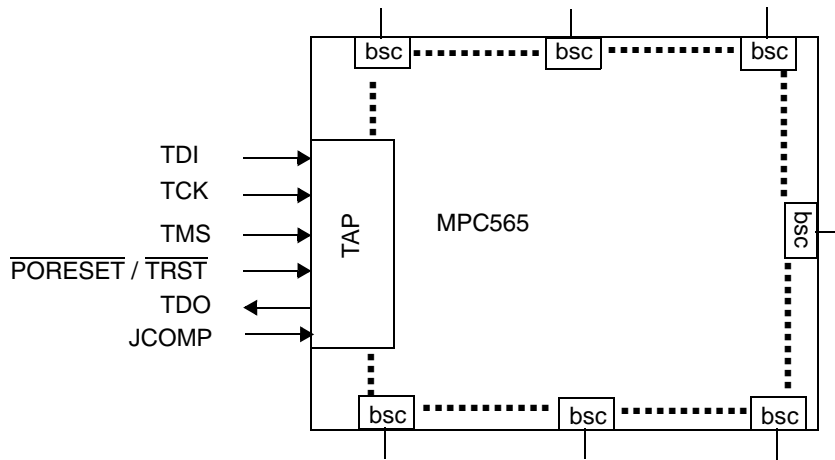 bsc bsc bsc
TDI
TCK
TMS
PORESET / TRST
TDO
JCOMP
TAP
MPC565
bsc
bsc bsc bsc